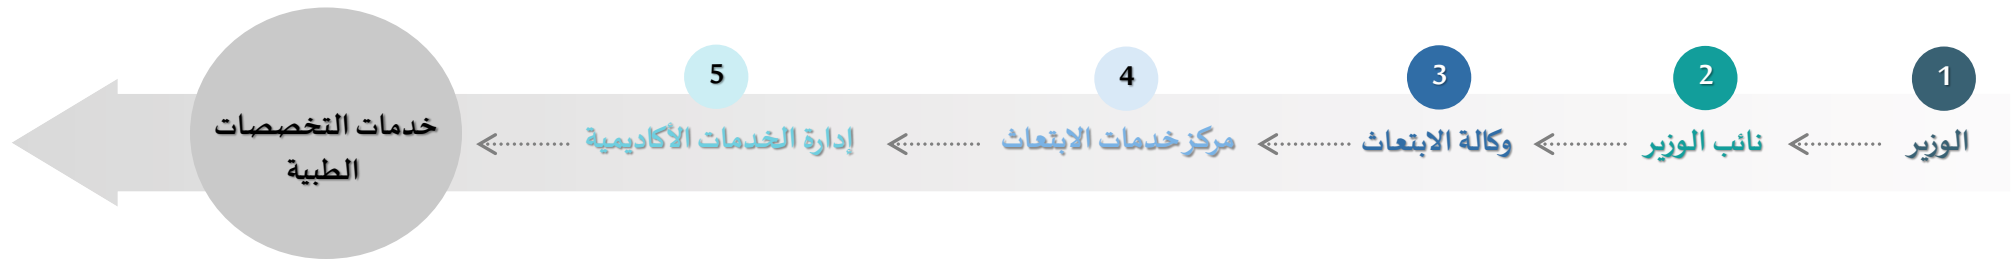 1
الوزير
2
نائب الوزير
3
وكالة الابتعاث
4
مركز خدمات الابتعاث
5
إدارة الخدمات الأكاديمية
خدمات التخصصات
الطبية